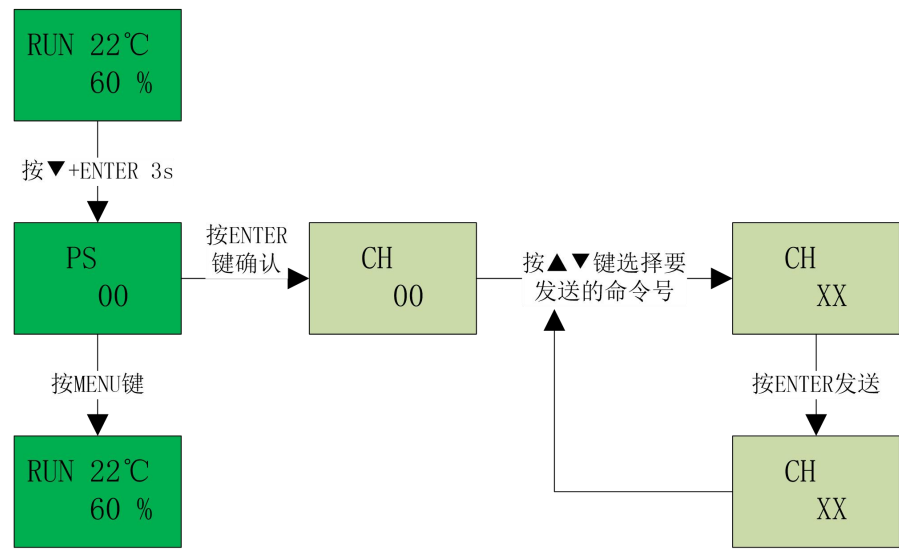 RUN 22℃
60 %
按▼+ENTER 3s
PS
00
按ENTER
键确认
CH
00
按▲▼键选择要
发送的命令号
CH
XX
按MENU键
按ENTER发送
RUN 22℃
60 %
CH
XX